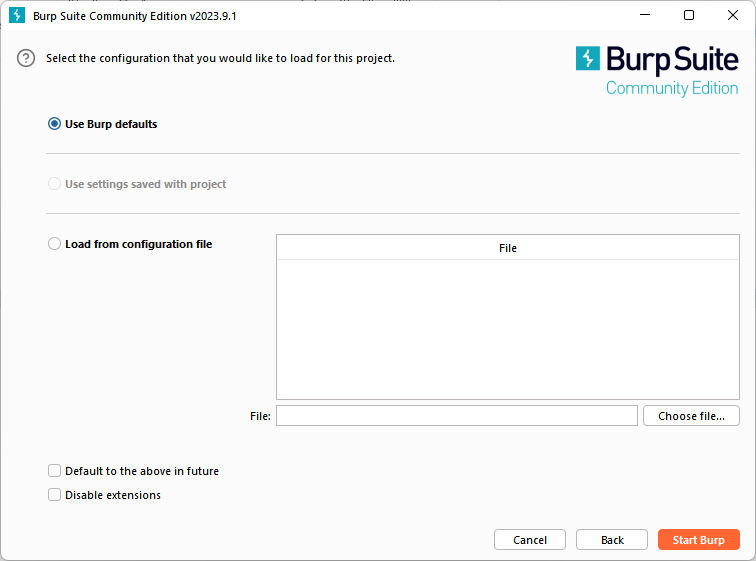 Burp Suite Community Edition v2023.9.1
Select the configuration that you would like to load for this project.
Burp Suite
Community Edition
Use Burp defaults
Use settings saved with project
Load from configuration file
File
File:
Choose file...
Default to the above in future
Disable extensions
Cancel
Back
Start Burp